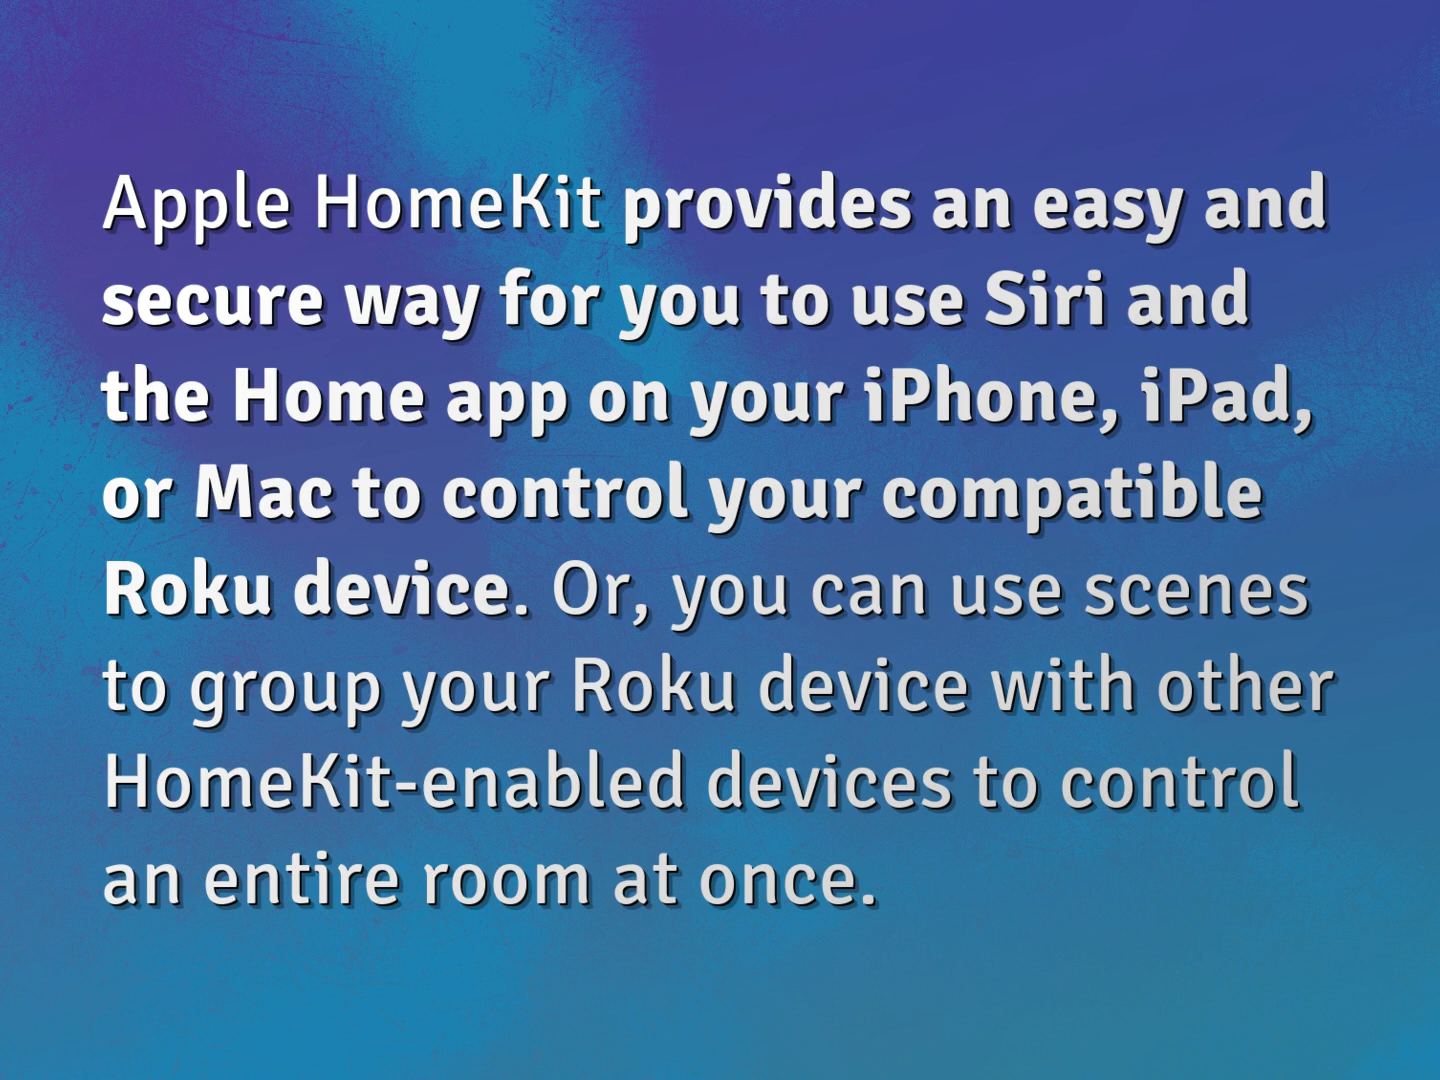 Apple HomeKit provides an easy and
secure way for you to use Siri and
the Home app on your iPhone, iPad,
or Mac to control your compatible
Roku device. Or, you can use scenes
to group your Roku device with other
HomeKit-enabled devices to control
an entire room at once.